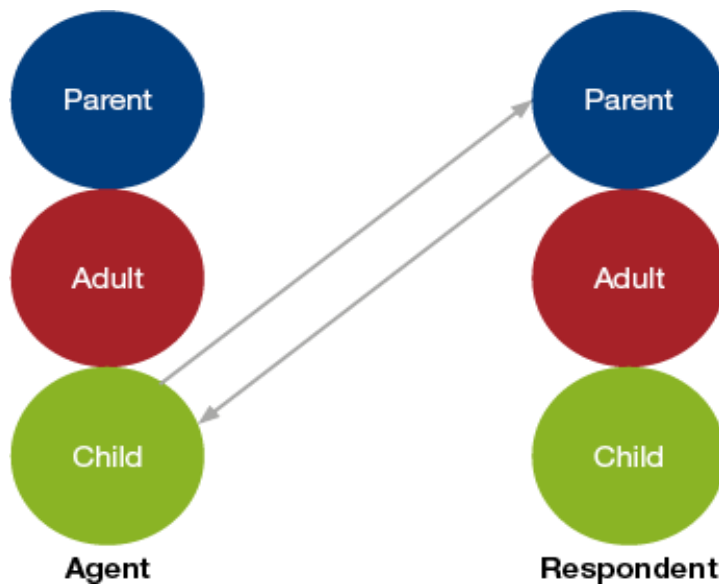 Parent
Parent
Adult
Adult
Child
Child
Agent
Respondent